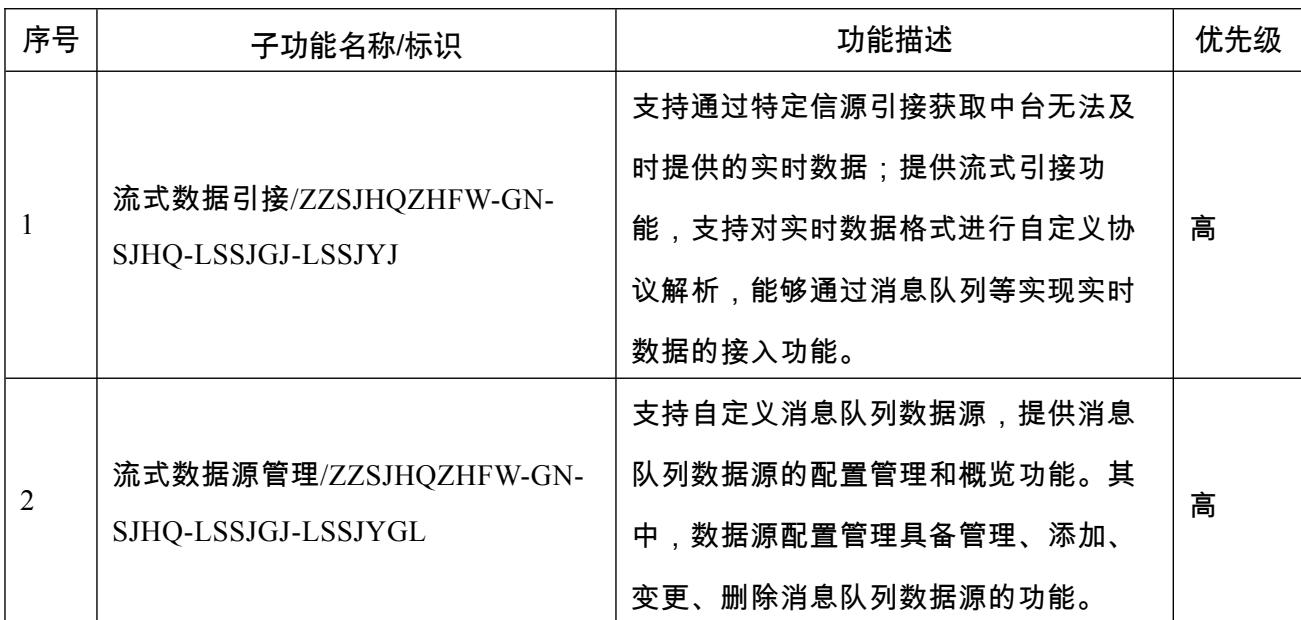 序号 子功能名称/标识 功能描述 优先级
1
流式数据引接/ZZSJHQZHFW-GN-
SJHQ-LSSJGJ-LSSJYJ
支持通过特定信源引接获取中台无法及
时提供的实时数据；提供流式引接功
能，支持对实时数据格式进行自定义协
议解析，能够通过消息队列等实现实时
数据的接入功能。
高
2
流式数据源管理/ZZSJHQZHFW-GN-
SJHQ-LSSJGJ-LSSJYGL
支持自定义消息队列数据源，提供消息
队列数据源的配置管理和概览功能。其
中，数据源配置管理具备管理、添加、
变更、删除消息队列数据源的功能。
高